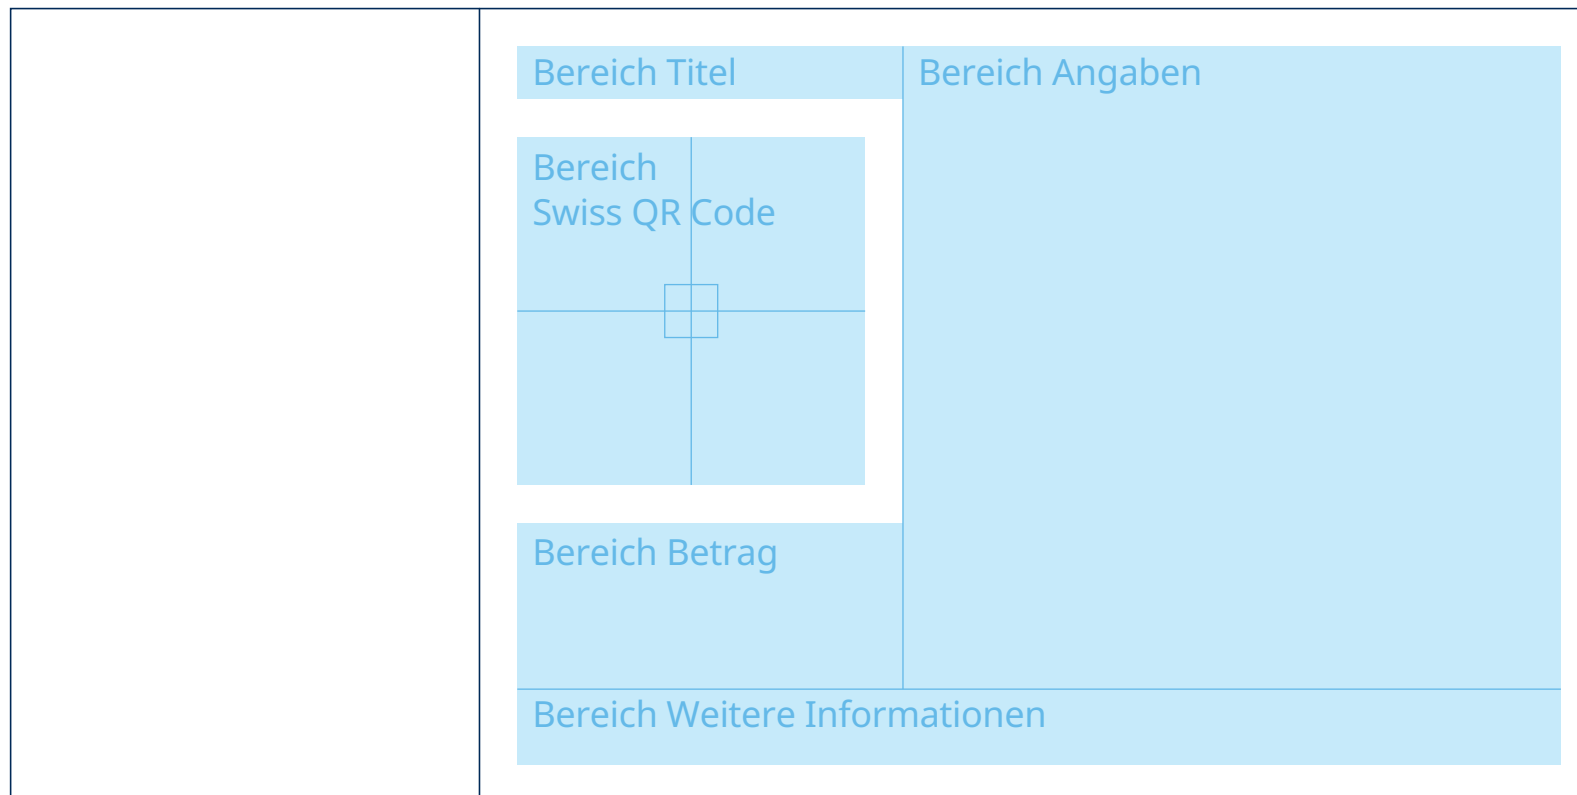 Bereich Titel
Bereich Angaben
Bereich
Swiss QR Code
Bereich Betrag
Bereich Weitere Informationen